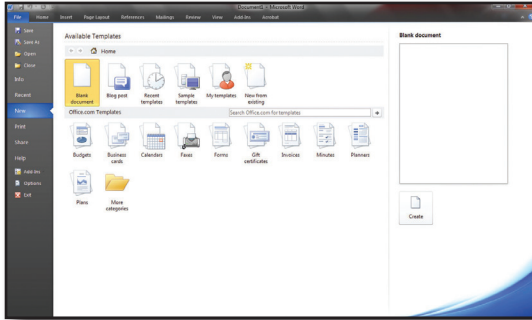 Document2 - Microsoft Word
File Home Insert Page Layout References Mailings Review View Add-Ins Acrobat
Save
Save As
Open
Close
Info
Recent
New
Print
Share
Help
Add-Ins
Options
Exit
Available Templates
Home
Blank document
Blog post
Recent templates
Sample templates
My templates
New from existing
Office.com Templates
Search Office.com for templates
Budgets
Business cards
Calendars
Faxes
Forms
Gift certificates
Invoices
Minutes
Planners
Plans
More categories
Blank document
Create